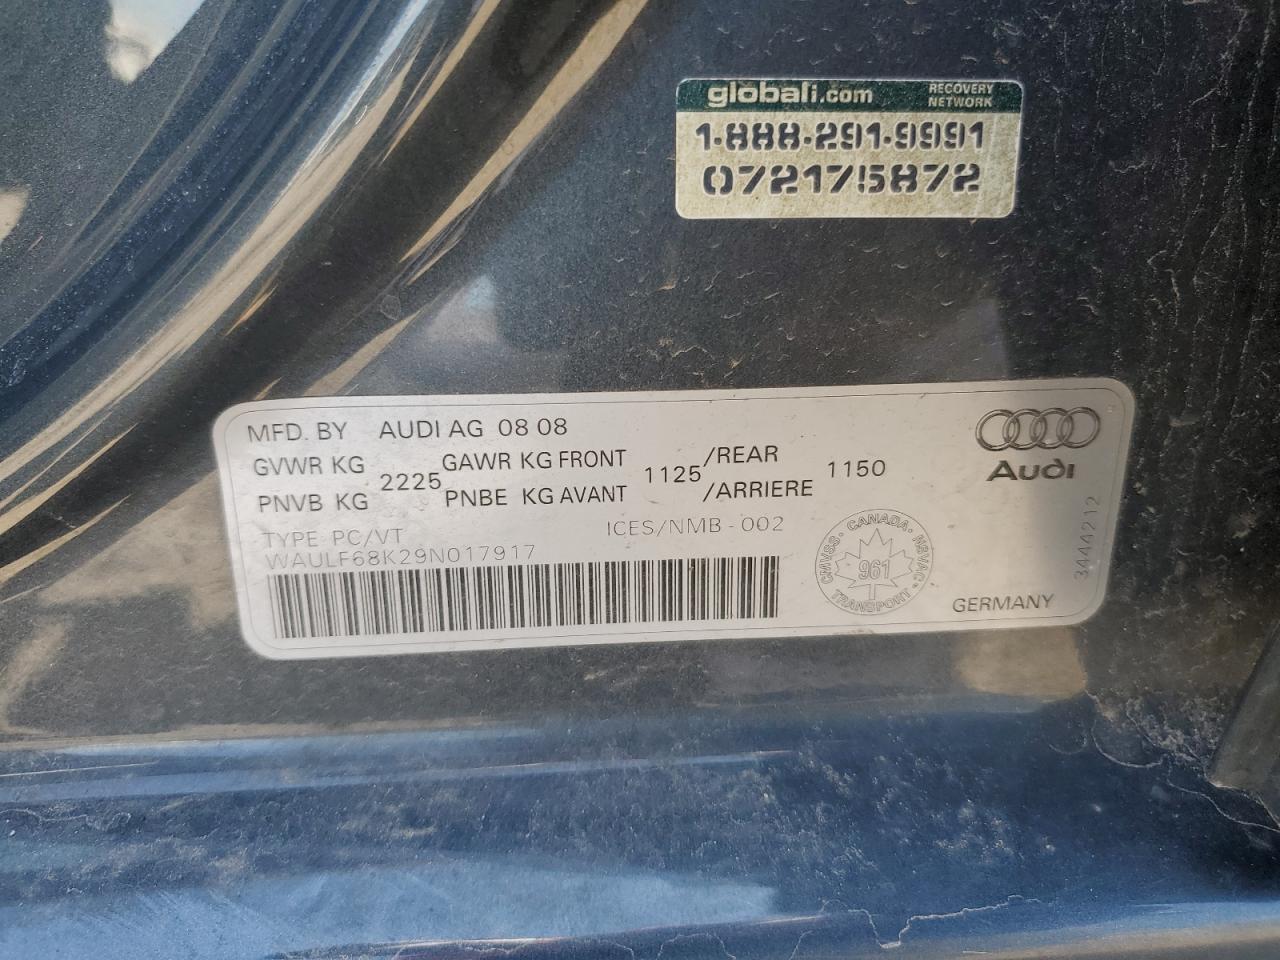 globali.com RECOVERY NETWORK
1-888-291-9991
072175872
MFD. BY AUDI AG 08 08
GVWR KG 2225 GAWR KG FRONT 1125 /REAR 1150
PNVB KG PNBE KG AVANT /ARRIERE
TYPE PC/VT ICES/NMB - 002
WAULF68K29N017917
Audi
CANADA · NSVAC · TRANSPORT · CMVSS
961
GERMANY
3444212